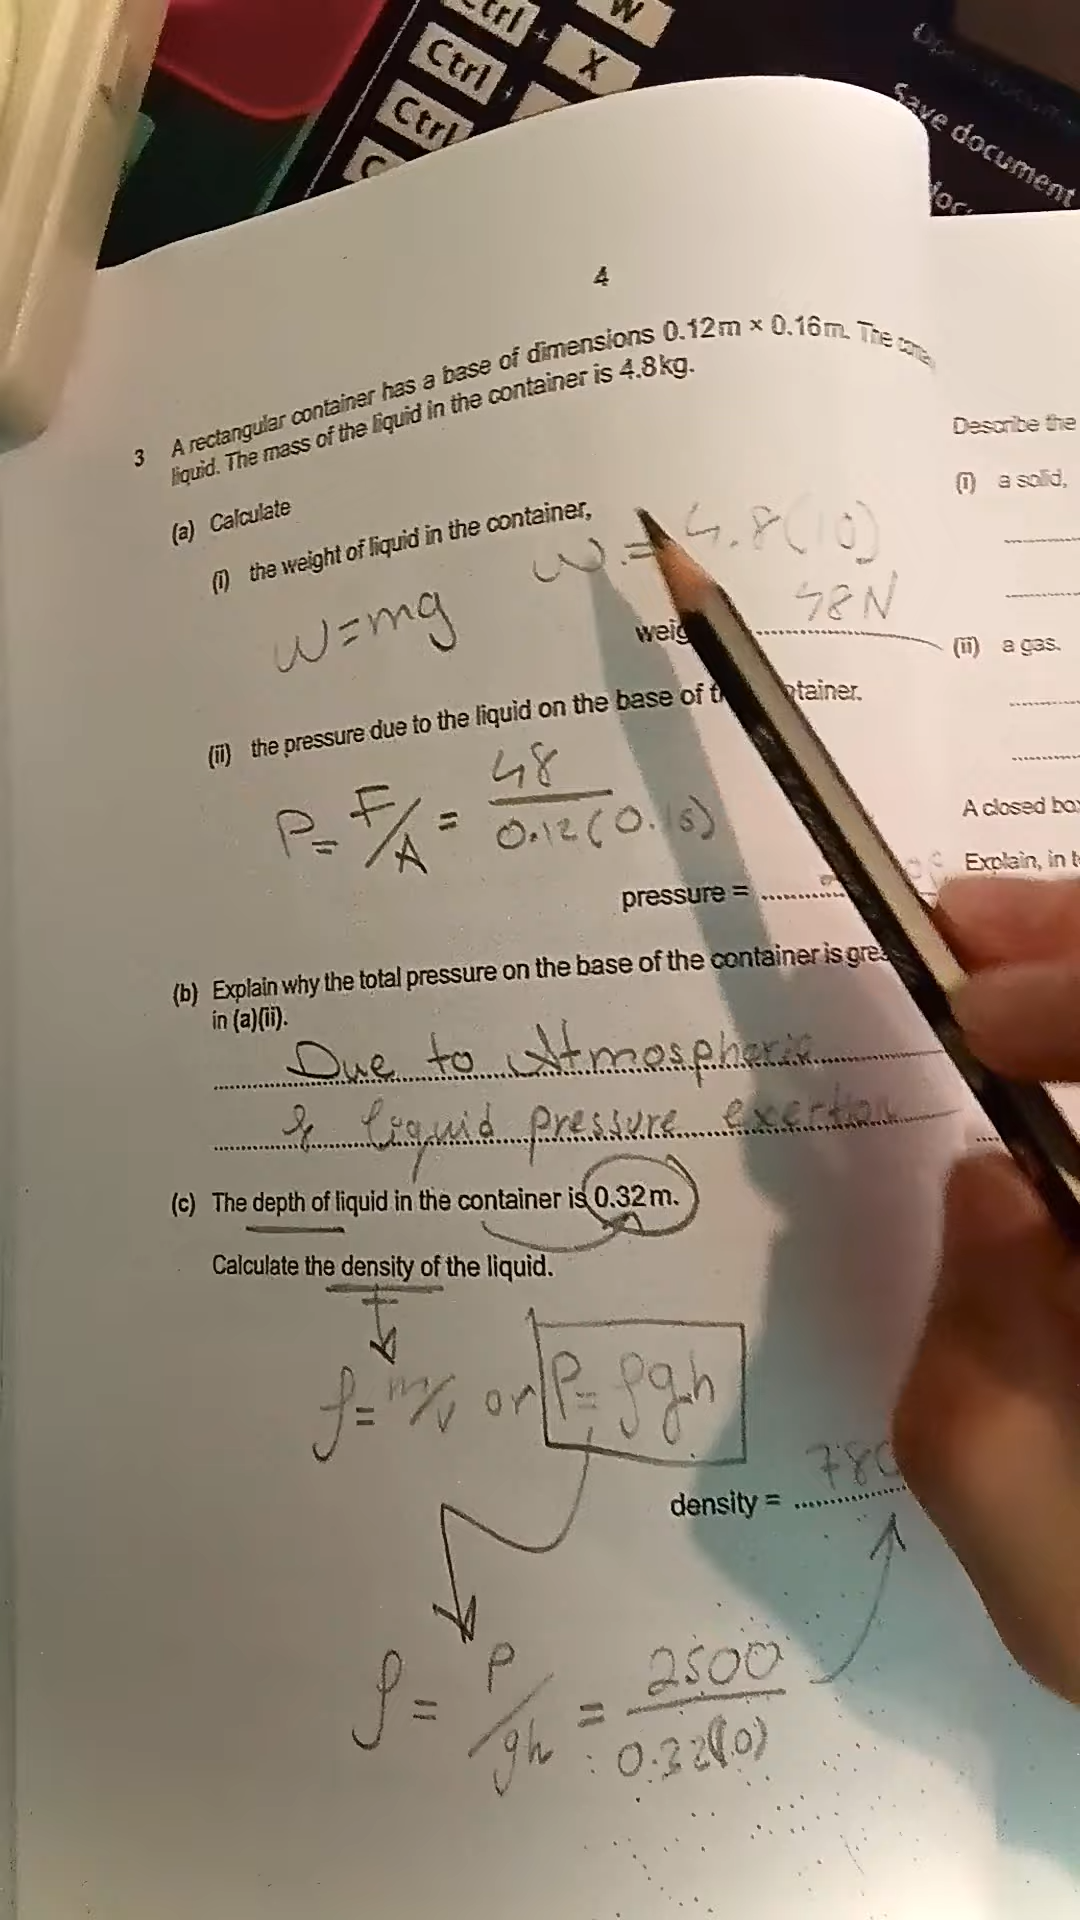 Ctrl + W
Ctrl + X
Ctrl
Save document
4
3 A rectangular container has a base of dimensions 0.12m × 0.16m. The
liquid. The mass of the liquid in the container is 4.8kg.
(a) Calculate
(i) the weight of liquid in the container,
W = 4.8(10)
W=mg
48N
(ii) the pressure due to the liquid on the base of container.
P= F/A = 48 / 0.12(0.16)
pressure =
(b) Explain why the total pressure on the base of the container is
in (a)(ii).
Due to Atmospheric
& liquid pressure exertion
(c) The depth of liquid in the container is 0.32m.
Calculate the density of the liquid.
ρ= m/v or P= ρgh
density = 780
ρ = P/gh = 2500 / 0.32(10)
Describe the
(i) a solid,
(ii) a gas.
A closed box
Explain, in